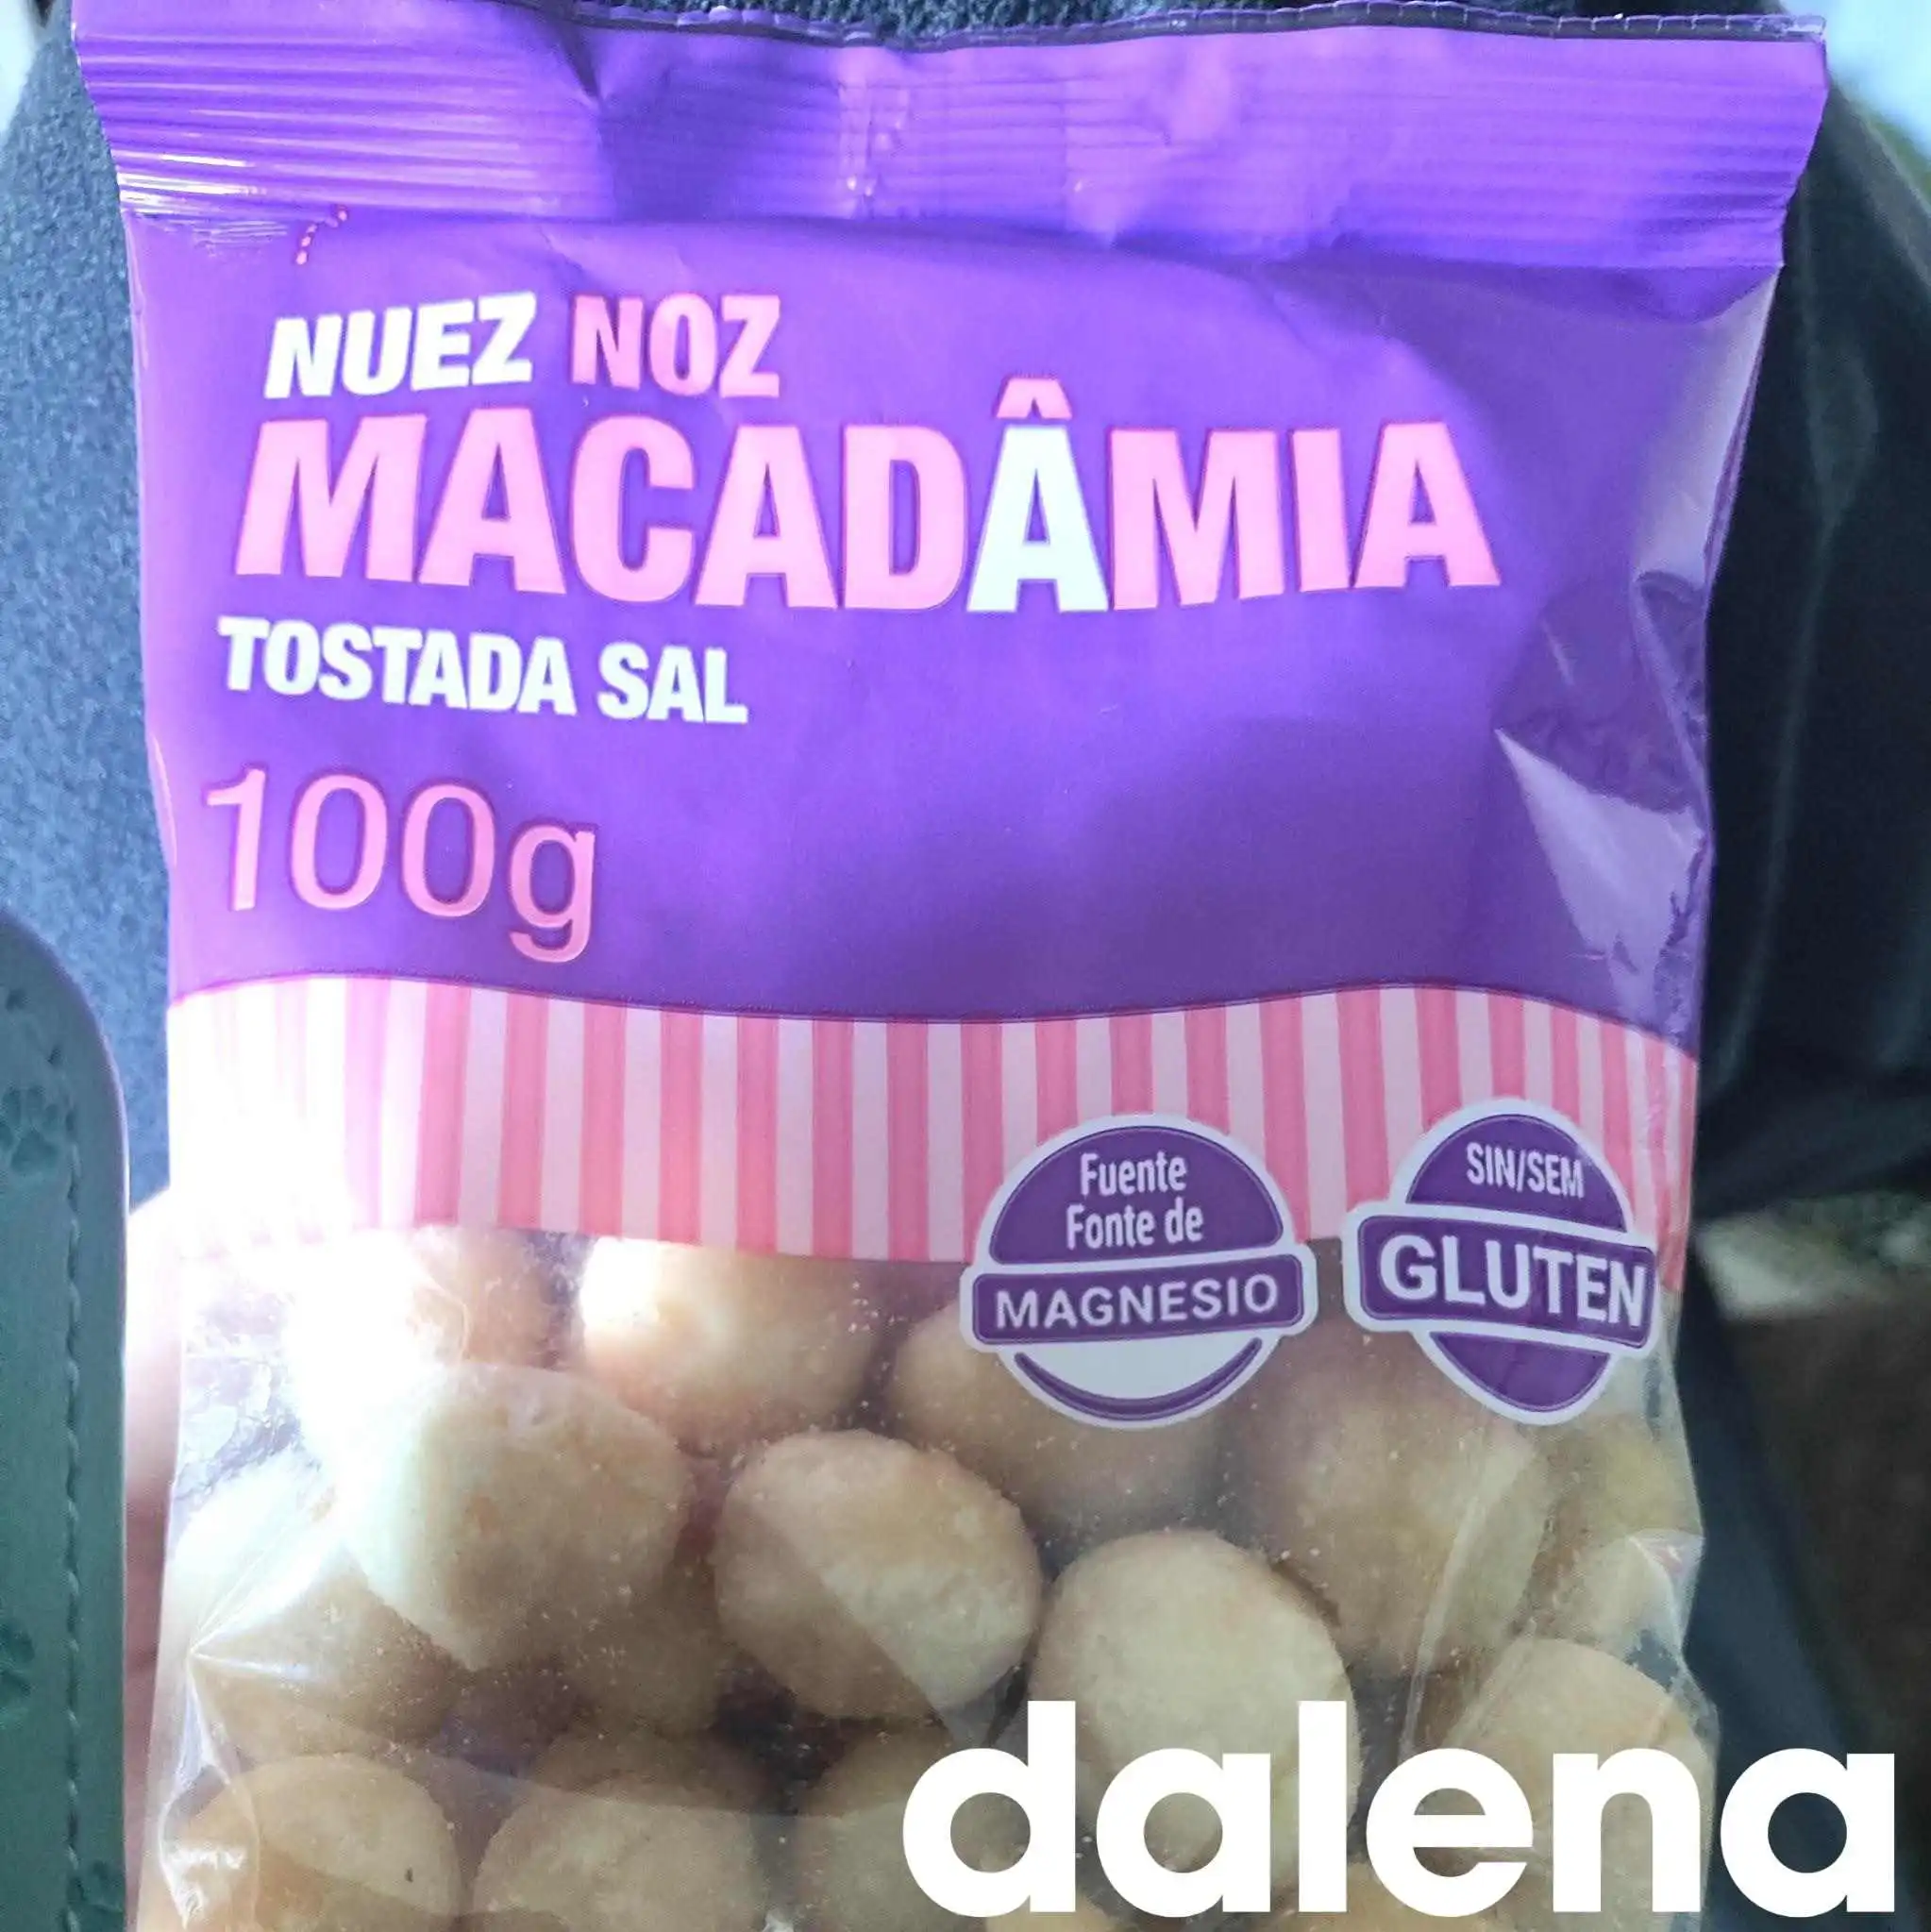 NUEZ NOZ
MACADÂMIA
TOSTADA SAL
100g
Fuente
Fonte de
MAGNESIO
SIN/SEM
GLUTEN
dalena